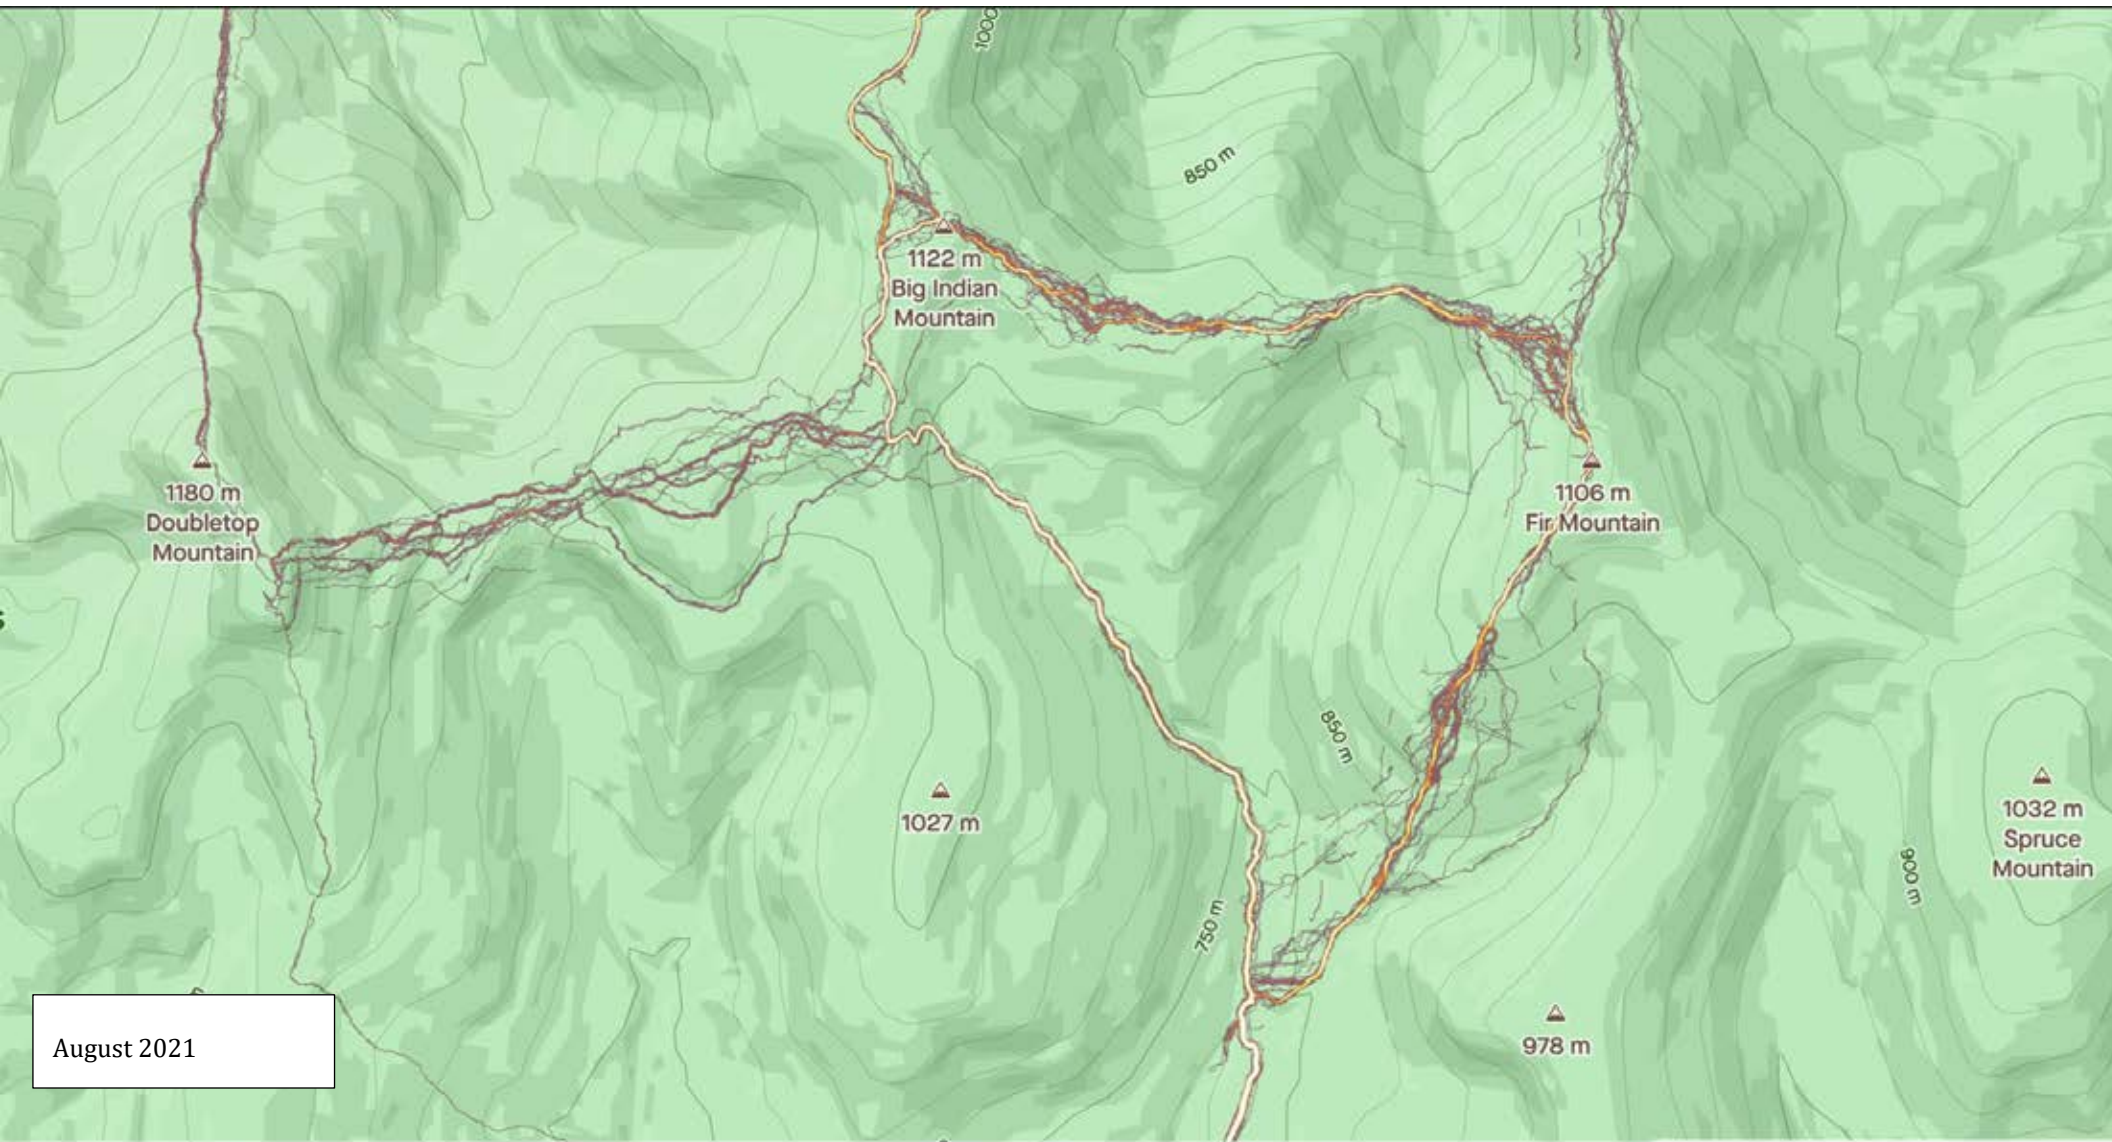 1000
850 m
1122 m
Big Indian
Mountain
1180 m
Doubletop
Mountain
1106 m
Fir Mountain
s
850 m
1027 m
1032 m
Spruce
Mountain
900 m
750 m
August 2021
978 m